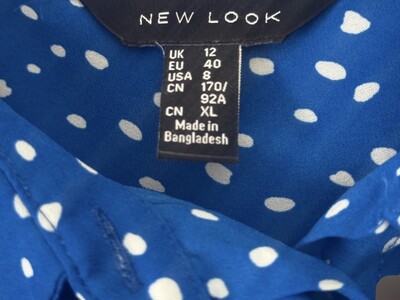 NEW LOOK
UK 12
EU 40
USA 8
CN 170/
92A
CN XL
Made in
Bangladesh